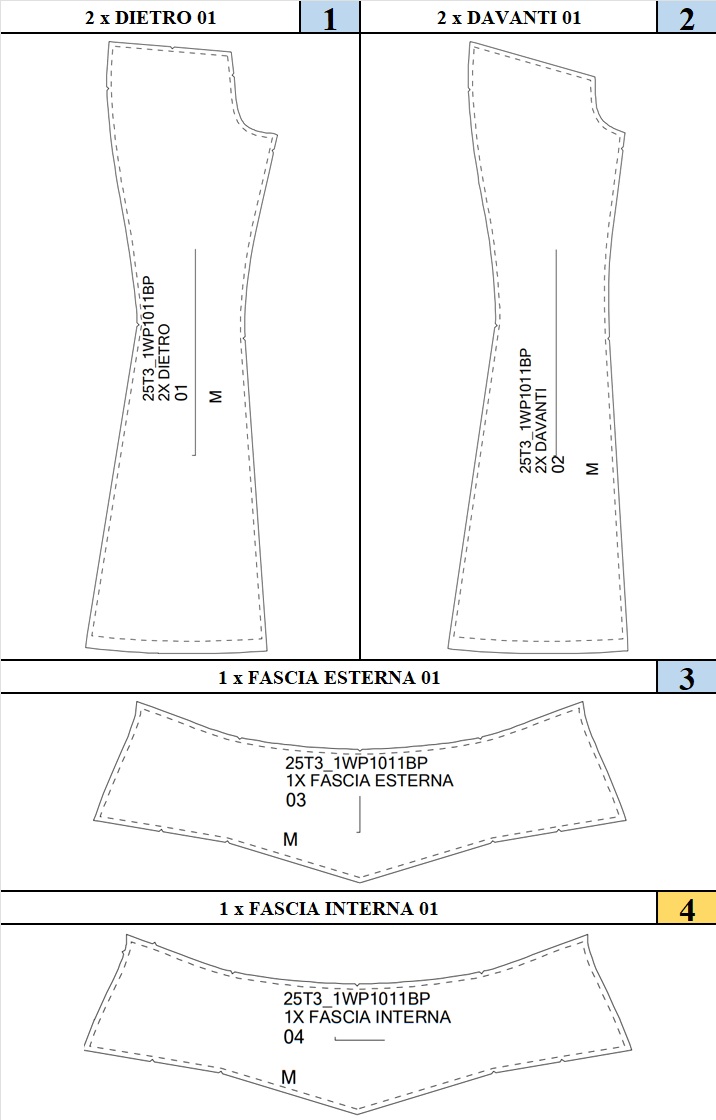 2 x DIETRO 01
1
2 x DAVANTI 01
2
25T3_1WP1011BP
2X DIETRO
01
M
25T3_1WP1011BP
2X DAVANTI
02
M
1 x FASCIA ESTERNA 01
3
25T3_1WP1011BP
1X FASCIA ESTERNA
03
M
1 x FASCIA INTERNA 01
4
25T3_1WP1011BP
1X FASCIA INTERNA
04
M